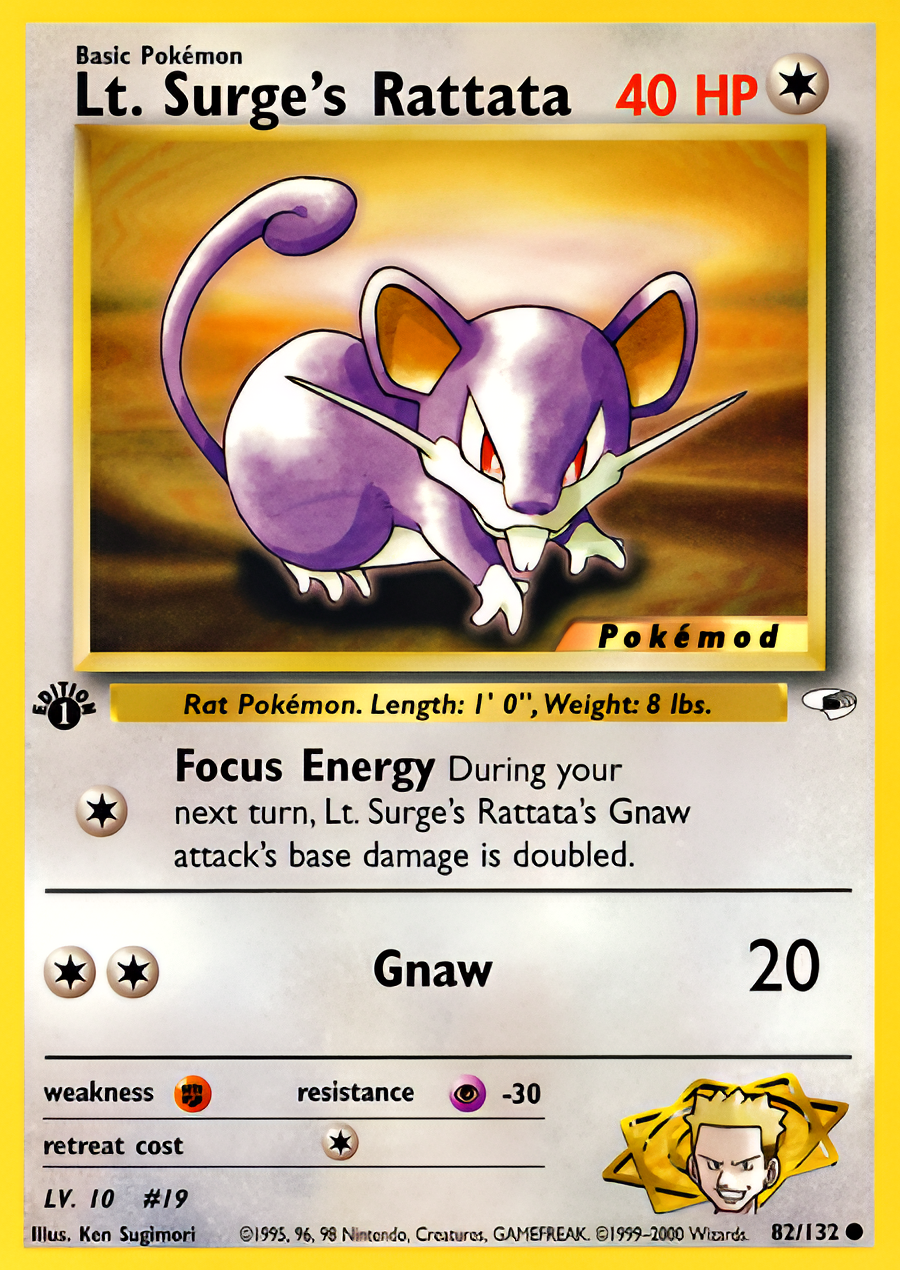 Basic Pokémon
Lt. Surge's Rattata 40 HP
Pokémod
EDITION
1
Rat Pokémon. Length: 1' 0", Weight: 8 lbs.
Focus Energy During your
next turn, Lt. Surge's Rattata's Gnaw
attack's base damage is doubled.
Gnaw 20
weakness resistance -30
retreat cost
LV. 10 #19
Illus. Ken Sugimori ©1995, 96, 98 Nintendo, Creatures, GAMEFREAK. ©1999-2000 Wizards. 82/132